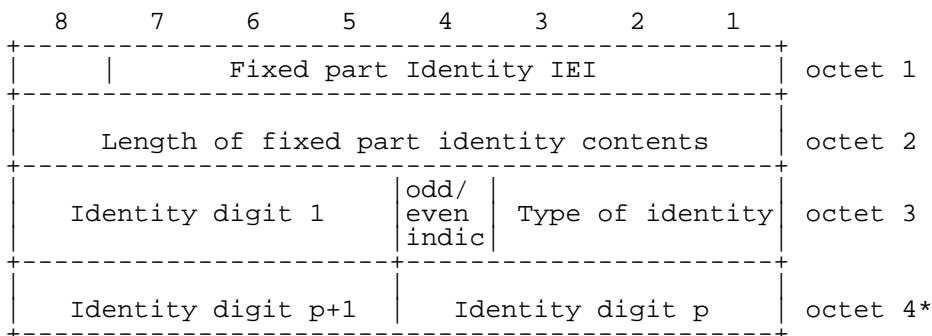 8 7 6 5 4 3 2 1
Fixed part Identity IEI octet 1
Length of fixed part identity contents octet 2
odd/
Identity digit 1 even Type of identity octet 3
indic
Identity digit p+1 Identity digit p octet 4*